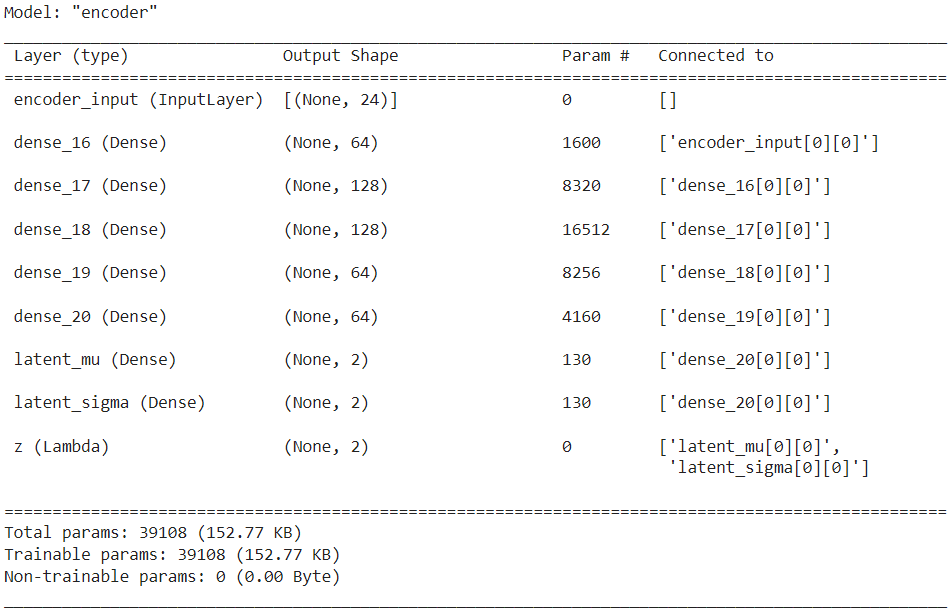 Model: "encoder"
Layer (type) Output Shape Param # Connected to
encoder_input (InputLayer) [(None, 24)] 0 []
dense_16 (Dense) (None, 64) 1600 ['encoder_input[0][0]']
dense_17 (Dense) (None, 128) 8320 ['dense_16[0][0]']
dense_18 (Dense) (None, 128) 16512 ['dense_17[0][0]']
dense_19 (Dense) (None, 64) 8256 ['dense_18[0][0]']
dense_20 (Dense) (None, 64) 4160 ['dense_19[0][0]']
latent_mu (Dense) (None, 2) 130 ['dense_20[0][0]']
latent_sigma (Dense) (None, 2) 130 ['dense_20[0][0]']
z (Lambda) (None, 2) 0 ['latent_mu[0][0]',
'latent_sigma[0][0]']
Total params: 39108 (152.77 KB)
Trainable params: 39108 (152.77 KB)
Non-trainable params: 0 (0.00 Byte)